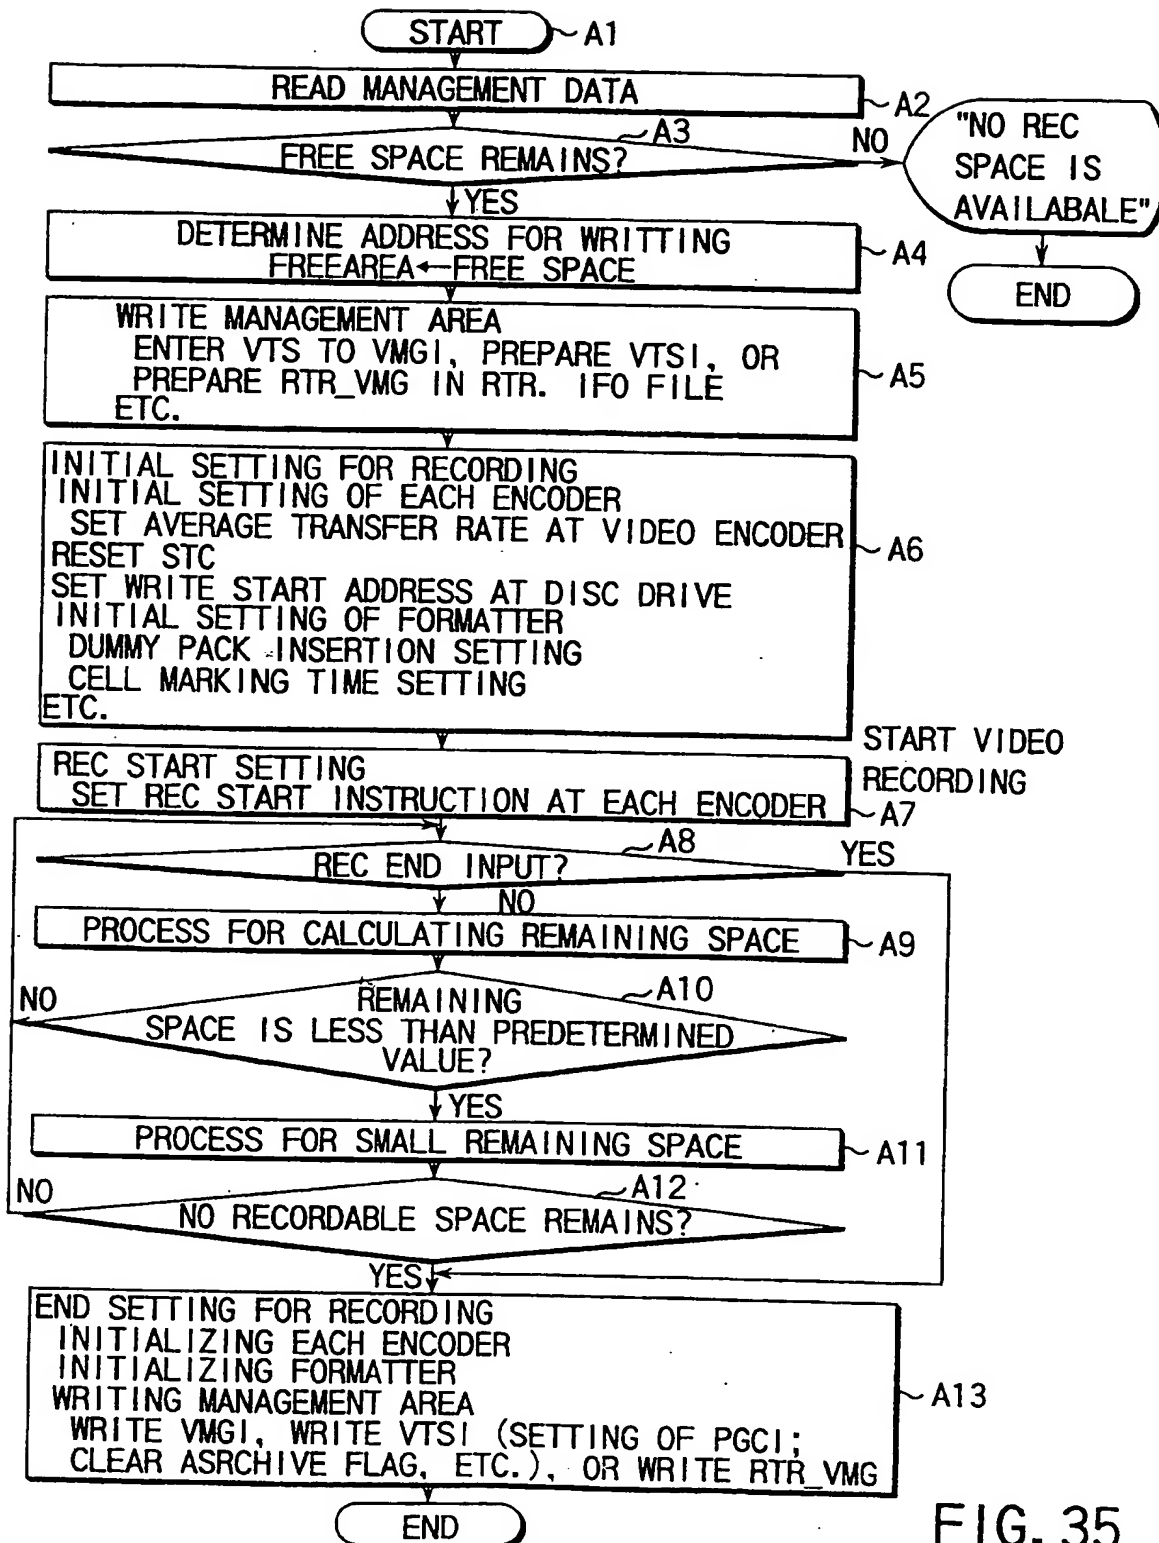 START
A1
READ MANAGEMENT DATA
A2
A3
FREE SPACE REMAINS?
NO
"NO REC
SPACE IS
AVAILABALE"
END
YES
DETERMINE ADDRESS FOR WRITTING
FREEAREA←FREE SPACE
A4
WRITE MANAGEMENT AREA
ENTER VTS TO VMGI, PREPARE VTSI, OR
PREPARE RTR_VMG IN RTR. IFO FILE
ETC.
A5
INITIAL SETTING FOR RECORDING
INITIAL SETTING OF EACH ENCODER
SET AVERAGE TRANSFER RATE AT VIDEO ENCODER
RESET STC
SET WRITE START ADDRESS AT DISC DRIVE
INITIAL SETTING OF FORMATTER
DUMMY PACK INSERTION SETTING
CELL MARKING TIME SETTING
ETC.
A6
START VIDEO
RECORDING
REC START SETTING
SET REC START INSTRUCTION AT EACH ENCODER
A7
A8
REC END INPUT?
YES
NO
PROCESS FOR CALCULATING REMAINING SPACE
A9
A10
NO
REMAINING
SPACE IS LESS THAN PREDETERMINED
VALUE?
YES
PROCESS FOR SMALL REMAINING SPACE
A11
A12
NO
NO RECORDABLE SPACE REMAINS?
YES
END SETTING FOR RECORDING
INITIALIZING EACH ENCODER
INITIALIZING FORMATTER
WRITING MANAGEMENT AREA
WRITE VMGI, WRITE VTSI (SETTING OF PGCI;
CLEAR ASRCHIVE FLAG, ETC.), OR WRITE RTR_VMG
A13
END
FIG. 35